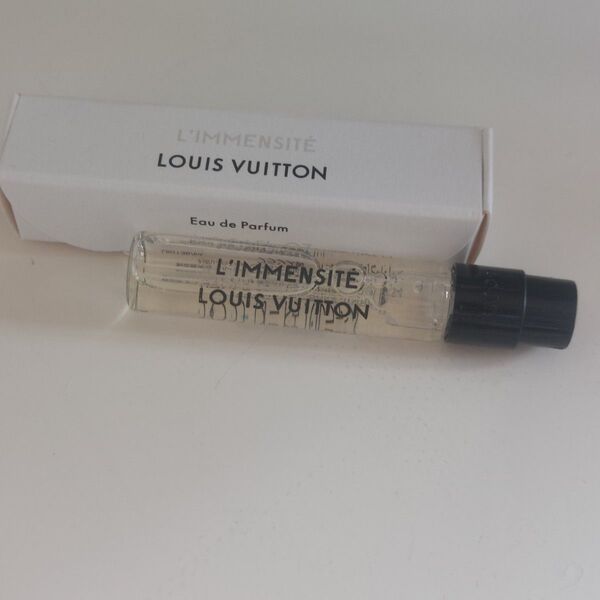 L'IMMENSITÉ
LOUIS VUITTON
Eau de Parfum
L'IMMENSITÉ
LOUIS VUITTON